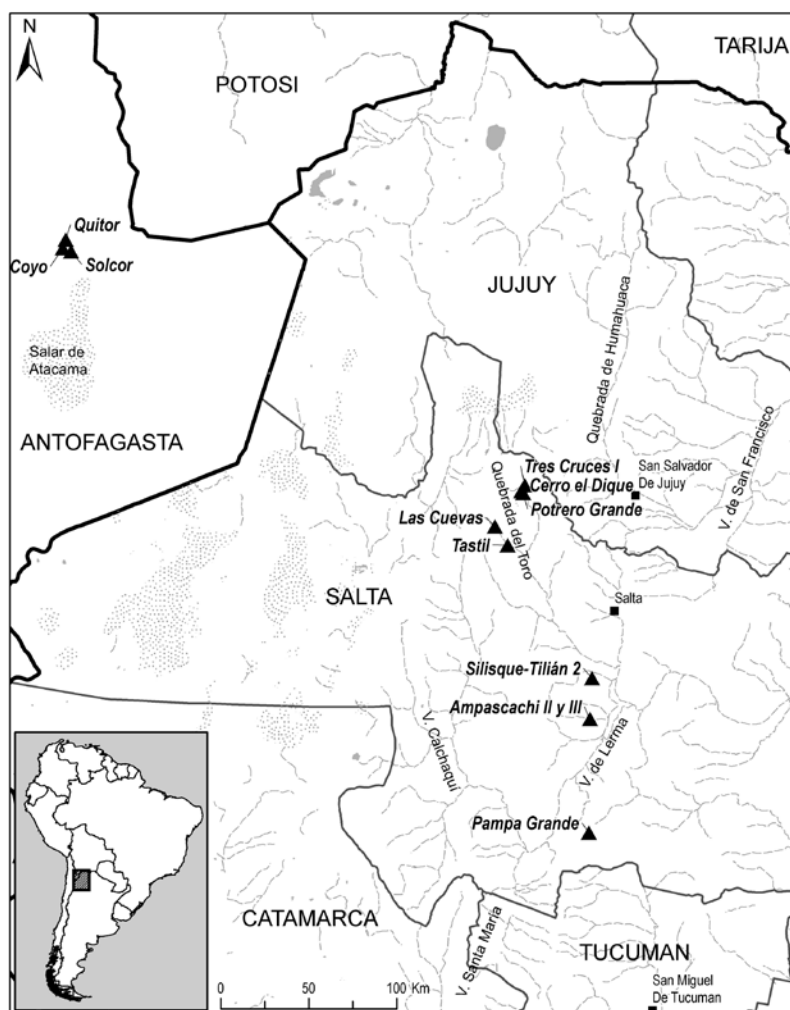 N
TARIJA
POTOSI
Quitor
Coyo
Solcor
JUJUY
Quebrada de Humahuaca
Salar de
Atacama
ANTOFAGASTA
V. de San Francisco
Tres Cruces I
San Salvador
De Jujuy
Cerro el Dique
Quebrada del Toro
Potrero Grande
Las Cuevas
Tastil
SALTA
Salta
Silisque-Tilián 2
Ampascachi II y III
V. Calchaquí
V. de Lerma
Pampa Grande
CATAMARCA
V. Santa María
TUCUMAN
San Miguel
De Tucuman
0 50 100 Km